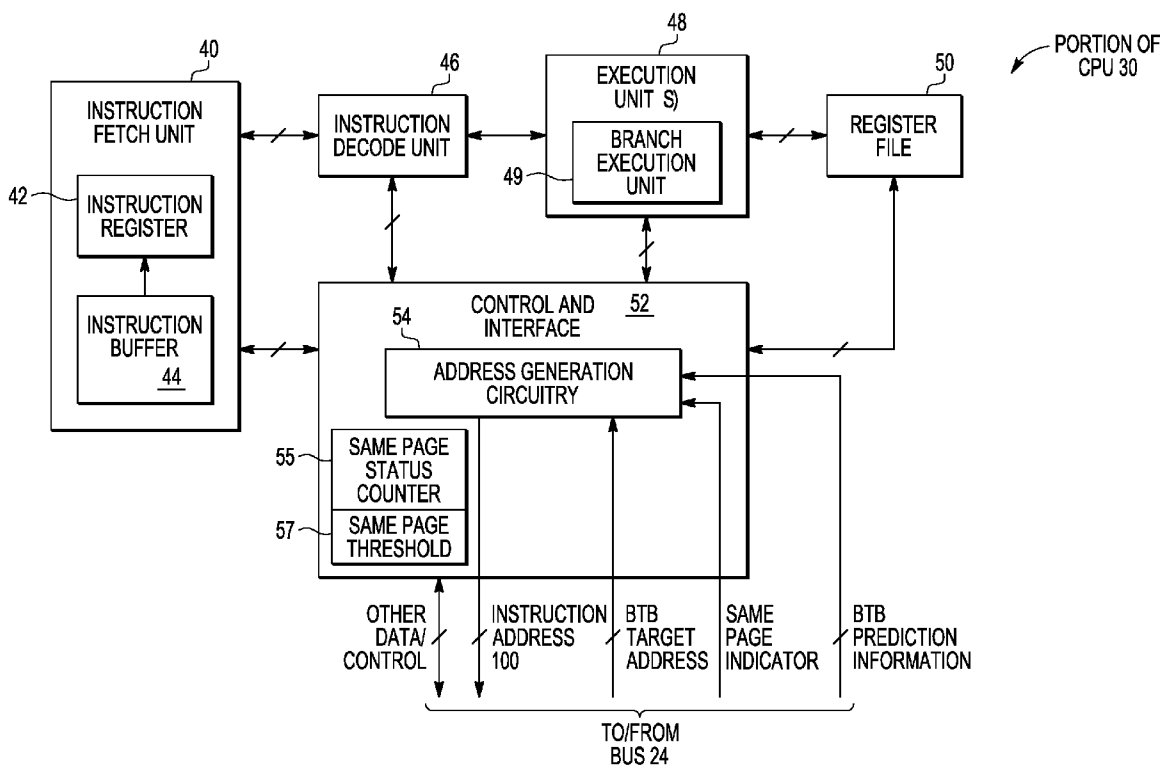 40
INSTRUCTION
FETCH UNIT
42
INSTRUCTION
REGISTER
INSTRUCTION
BUFFER
44
46
INSTRUCTION
DECODE UNIT
48
EXECUTION
UNIT S)
49
BRANCH
EXECUTION
UNIT
50
REGISTER
FILE
PORTION OF
CPU 30
CONTROL AND
INTERFACE
52
54
ADDRESS GENERATION
CIRCUITRY
55
SAME PAGE
STATUS
COUNTER
57
SAME PAGE
THRESHOLD
OTHER
DATA/
CONTROL
INSTRUCTION
ADDRESS
100
BTB
TARGET
ADDRESS
SAME
PAGE
INDICATOR
BTB
PREDICTION
INFORMATION
TO/FROM
BUS 24